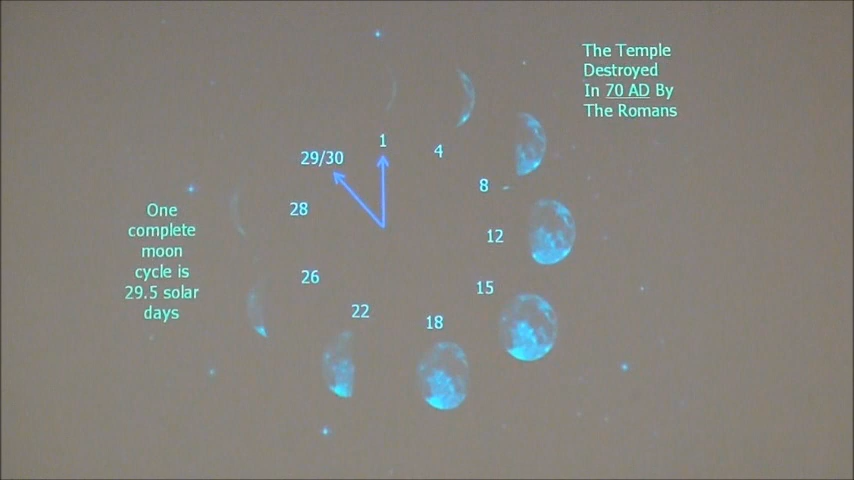 The Temple
Destroyed
In 70 AD By
The Romans
1
4
8
12
15
18
22
26
28
29/30
One
complete
moon
cycle is
29.5 solar
days